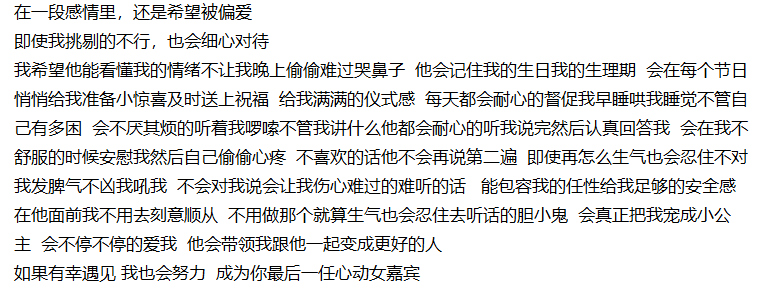 在一段感情里，还是希望被偏爱
即使我挑剔的不行，也会细心对待
我希望他能看懂我的情绪不让我晚上偷偷难过哭鼻子  他会记住我的生日我的生理期  会在每个节日
悄悄给我准备小惊喜及时送上祝福  给我满满的仪式感  每天都会耐心的督促我早睡哄我睡觉不管自
己有多困  会不厌其烦的听着我啰嗦不管我讲什么他都会耐心的听我说完然后认真回答我  会在我不
舒服的时候安慰我然后自己偷偷心疼  不喜欢的话他不会再说第二遍  即使再怎么生气也会忍住不对
我发脾气不凶我吼我  不会对我说会让我伤心难过的难听的话   能包容我的任性给我足够的安全感
在他面前我不用去刻意顺从  不用做那个就算生气也会忍住去听话的胆小鬼  会真正把我宠成小公
主  会不停不停的爱我  他会带领我跟他一起变成更好的人
如果有幸遇见 我也会努力  成为你最后一任心动女嘉宾